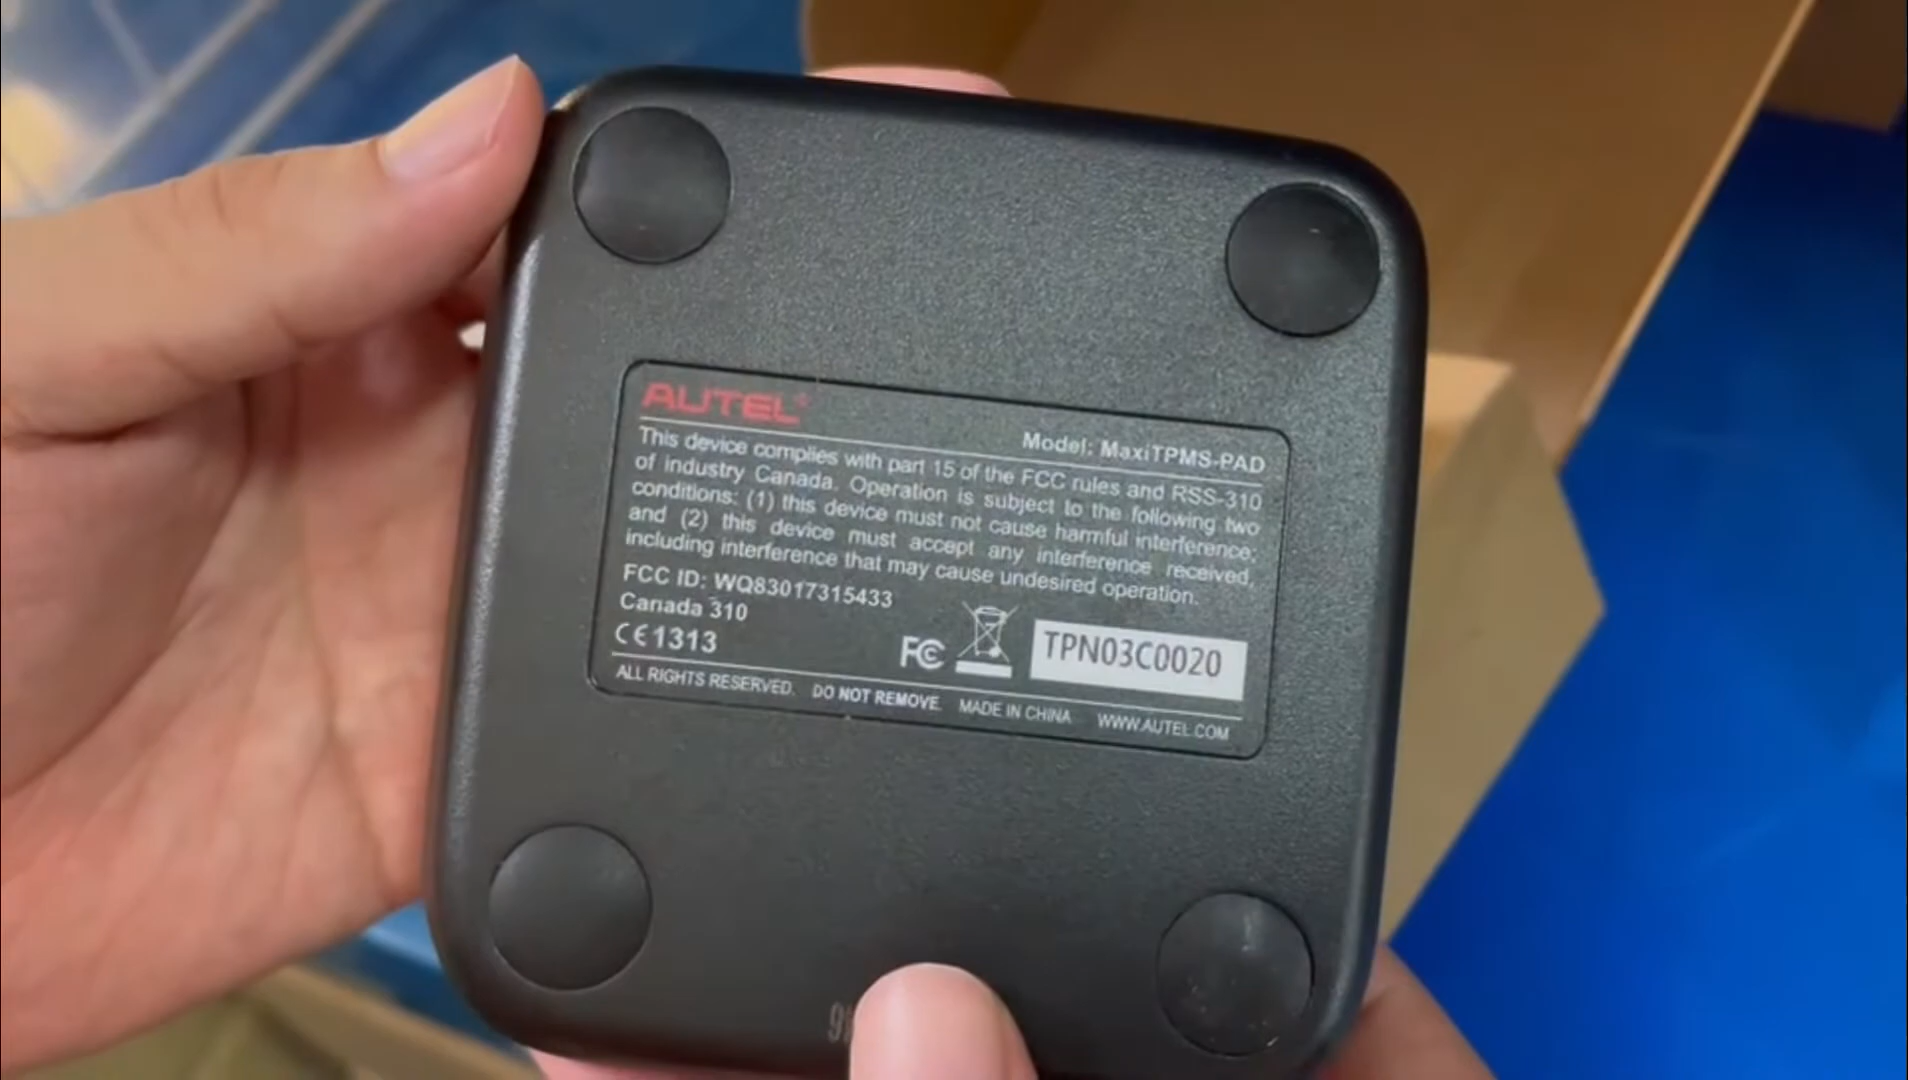 AUTEL®
Model: MaxiTPMS-PAD
This device complies with part 15 of the FCC rules and RSS-310
of industry Canada. Operation is subject to the following two
conditions: (1) this device must not cause harmful interference;
and (2) this device must accept any interference received,
including interference that may cause undesired operation.
FCC ID: WQ83017315433
Canada 310
CE1313
FC
TPN03C0020
ALL RIGHTS RESERVED. DO NOT REMOVE. MADE IN CHINA WWW.AUTEL.COM